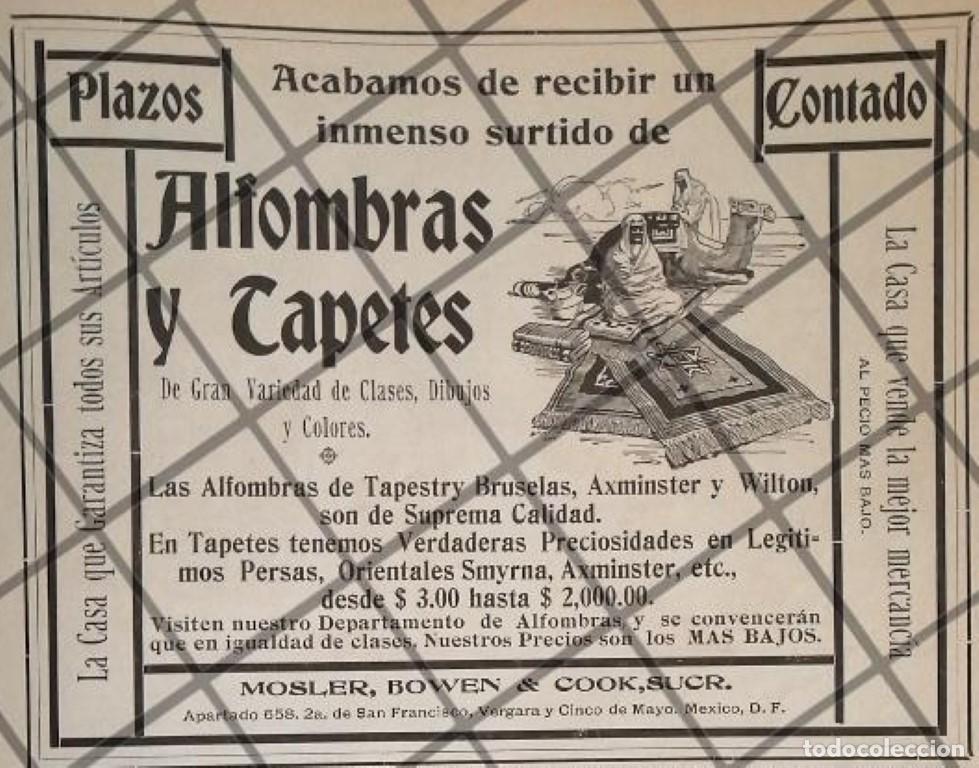 Plazos
Acabamos de recibir un
inmenso surtido de
Contado
Alfombras
y Tapetes
De Gran Variedad de Clases, Dibujos
y Colores.
La Casa que Garantiza todos sus Artículos
La Casa que vende la mejor mercancia
AL PECIO MAS BAJO.
Las Alfombras de Tapestry Bruselas, Axminster y Wilton,
son de Suprema Calidad.
En Tapetes tenemos Verdaderas Preciosidades en Legiti-
mos Persas, Orientales Smyrna, Axminster, etc.,
desde $ 3.00 hasta $ 2,000.00.
Visiten nuestro Departamento de Alfombras y se convencerán
que en igualdad de clases, Nuestros Precios son los MAS BAJOS.
MOSLER, BOWEN & COOK, SUCR.
Apartado 658. 2a. de San Francisco, Vergara y Cinco de Mayo. Mexico, D. F.
todocoleccion